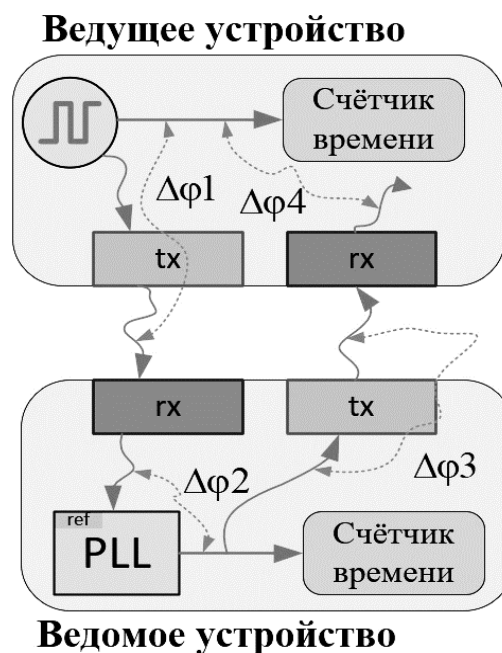 Ведущее устройство
Счётчик
времени
Δφ1
Δφ4
tx
rx
rx
tx
Δφ2
Δφ3
ref
PLL
Счётчик
времени
Ведомое устройство